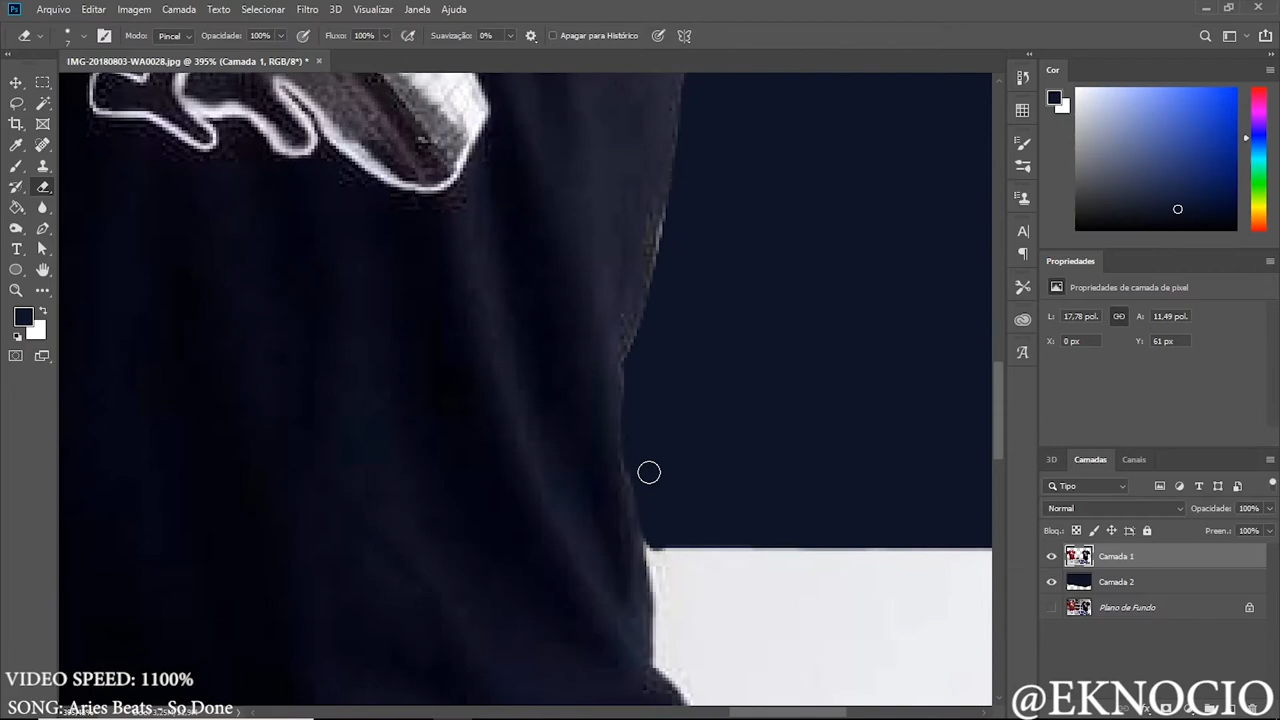 Ps Arquivo Editar Imagem Camada Texto Selecionar Filtro 3D Visualizar Janela Ajuda
7 Modo: Pincel Opacidade: 100% Fluxo: 100% Suavização: 0% Apagar para Histórico
IMG-20180803-WA0028.jpg @ 395% (Camada 1, RGB/8*) * ×
Cor
Propriedades
Propriedades de camada de pixel
L: 17,78 pol. A: 11,49 pol.
X: 0 px Y: 61 px
3D Camadas Canais
Tipo
Normal Opacidade: 100%
Bloq.: Preen.: 100%
Camada 1
Camada 2
Plano de Fundo
VIDEO SPEED: 1100%
SONG: Aries Beats - So Done
@EKNOCIO